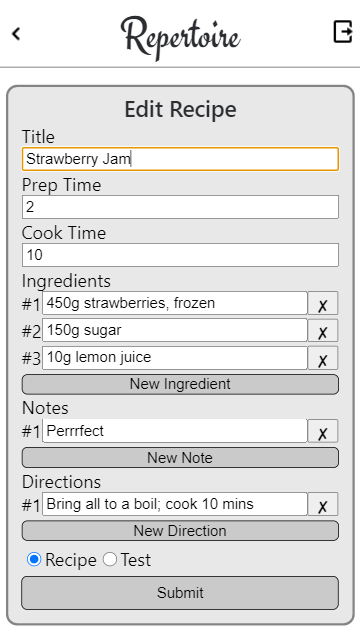 Repertoire
Edit Recipe
Title
Strawberry Jam
Prep Time
2
Cook Time
10
Ingredients
#1 450g strawberries, frozen ✗
#2 150g sugar ✗
#3 10g lemon juice ✗
New Ingredient
Notes
#1 Perrrfect ✗
New Note
Directions
#1 Bring all to a boil; cook 10 mins ✗
New Direction
Recipe Test
Submit